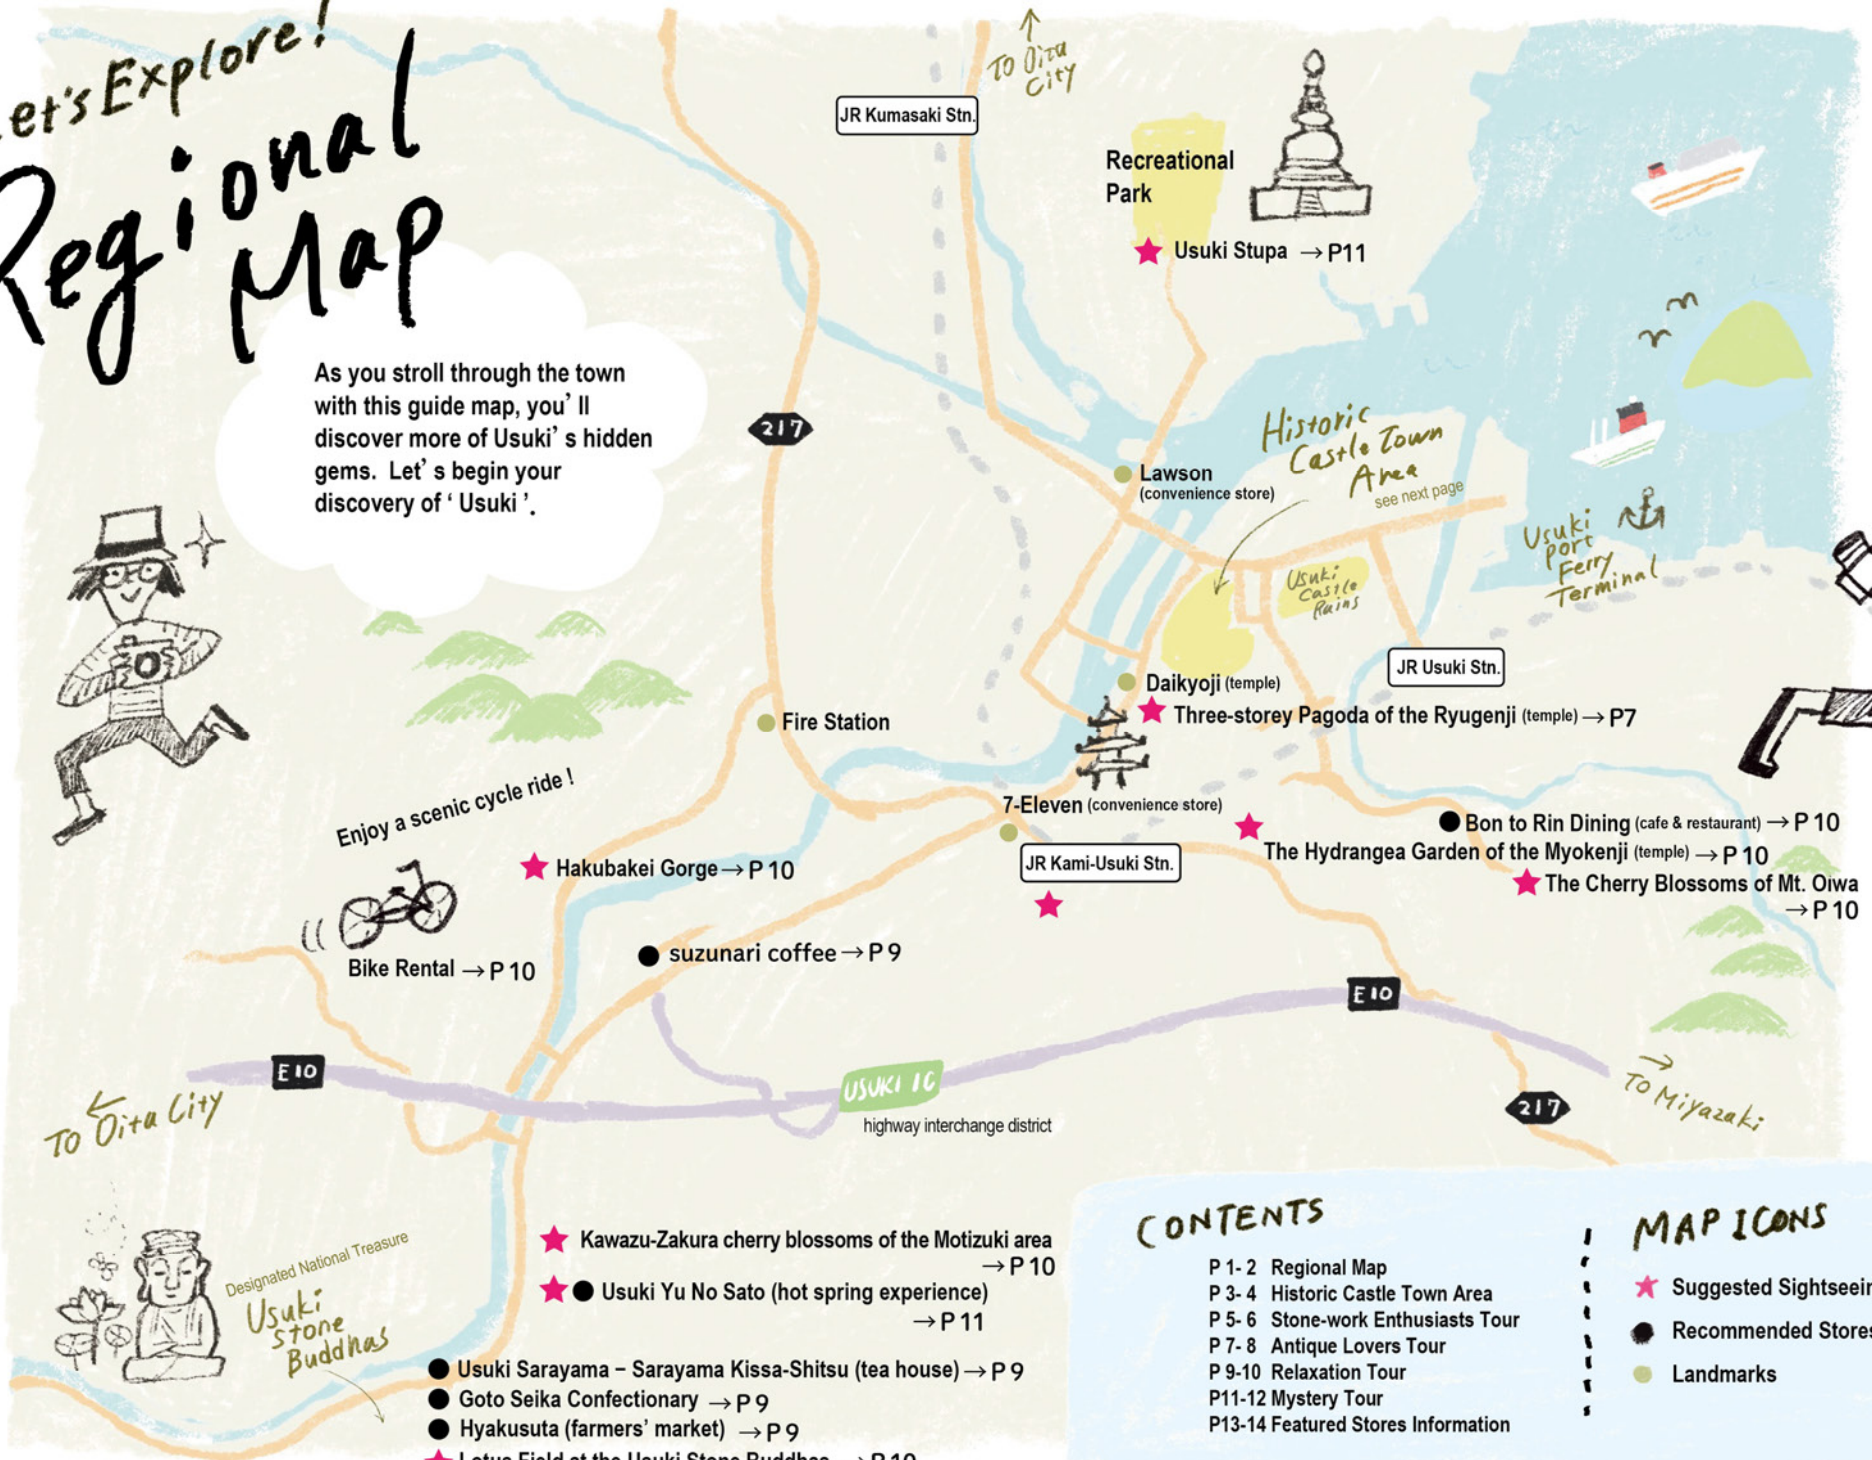 Let's Explore!
Regional
Map
As you stroll through the town
with this guide map, you' ll
discover more of Usuki' s hidden
gems. Let' s begin your
discovery of ' Usuki '.
TO Oita
City
JR Kumasaki Stn.
Recreational
Park
Usuki Stupa → P11
217
Lawson
(convenience store)
Historic
Castle Town
Area
see next page
Usuki
Castle
Ruins
Usuki
port
Ferry
Terminal
JR Usuki Stn.
Daikyoji (temple)
Three-storey Pagoda of the Ryugenji (temple) → P7
Fire Station
Enjoy a scenic cycle ride !
7-Eleven (convenience store)
JR Kami-Usuki Stn.
Bon to Rin Dining (cafe & restaurant) → P 10
The Hydrangea Garden of the Myokenji (temple) → P 10
The Cherry Blossoms of Mt. Oiwa
→ P 10
Hakubakei Gorge → P 10
Bike Rental → P 10
suzunari coffee → P 9
E10
E10
USUKI IC
highway interchange district
TO Oita City
TO Miyazaki
217
Designated National Treasure
Usuki
Stone
Buddhas
Kawazu-Zakura cherry blossoms of the Motizuki area
→ P 10
Usuki Yu No Sato (hot spring experience)
→ P 11
Usuki Sarayama – Sarayama Kissa-Shitsu (tea house) → P 9
Goto Seika Confectionary → P 9
Hyakusuta (farmers' market) → P 9
Lotus Field at the Usuki Stone Buddhas → P 10
CONTENTS
P 1- 2 Regional Map
P 3- 4 Historic Castle Town Area
P 5- 6 Stone-work Enthusiasts Tour
P 7- 8 Antique Lovers Tour
P 9-10 Relaxation Tour
P11-12 Mystery Tour
P13-14 Featured Stores Information
MAP ICONS
Suggested Sightseein
Recommended Stores
Landmarks